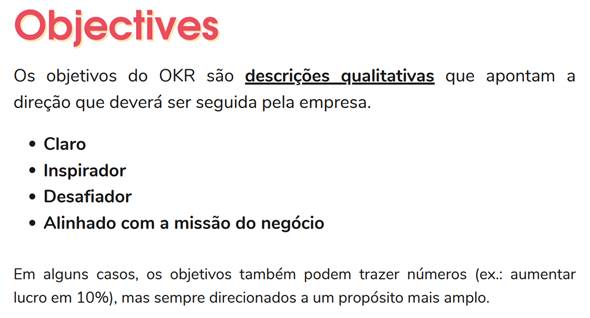 Objectives
Os objetivos do OKR são descrições qualitativas que apontam a
direção que deverá ser seguida pela empresa.
• Claro
• Inspirador
• Desafiador
• Alinhado com a missão do negócio
Em alguns casos, os objetivos também podem trazer números (ex.: aumentar
lucro em 10%), mas sempre direcionados a um propósito mais amplo.